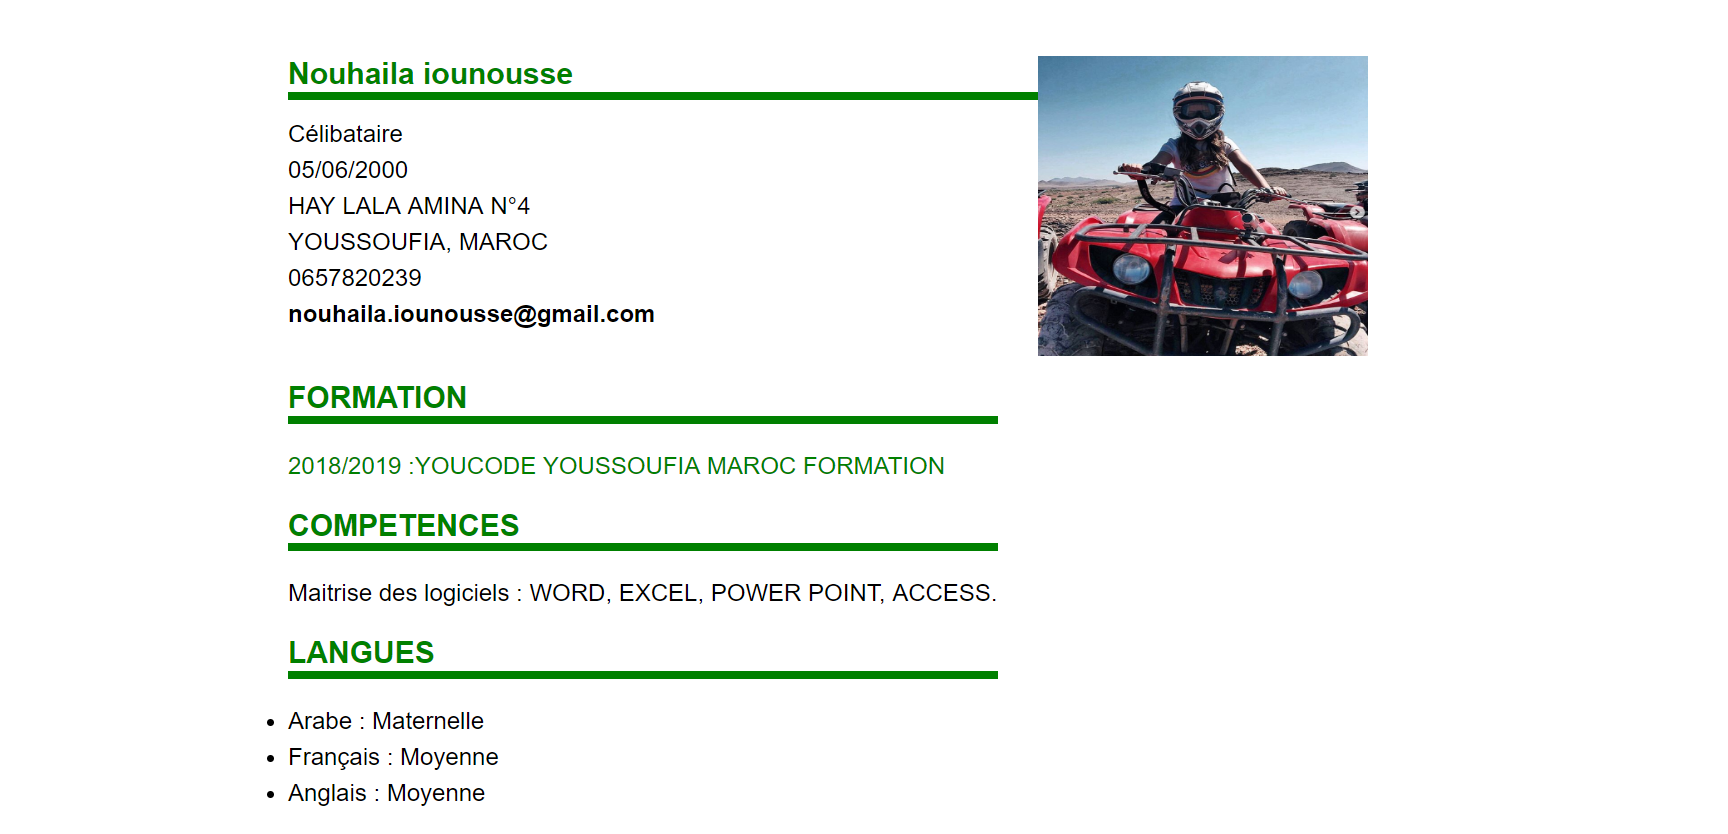 Nouhaila iounousse
Célibataire
05/06/2000
HAY LALA AMINA N°4
YOUSSOUFIA, MAROC
0657820239
nouhaila.iounousse@gmail.com
FORMATION
2018/2019 :YOUCODE YOUSSOUFIA MAROC FORMATION
COMPETENCES
Maitrise des logiciels : WORD, EXCEL, POWER POINT, ACCESS.
LANGUES
• Arabe : Maternelle
• Français : Moyenne
• Anglais : Moyenne